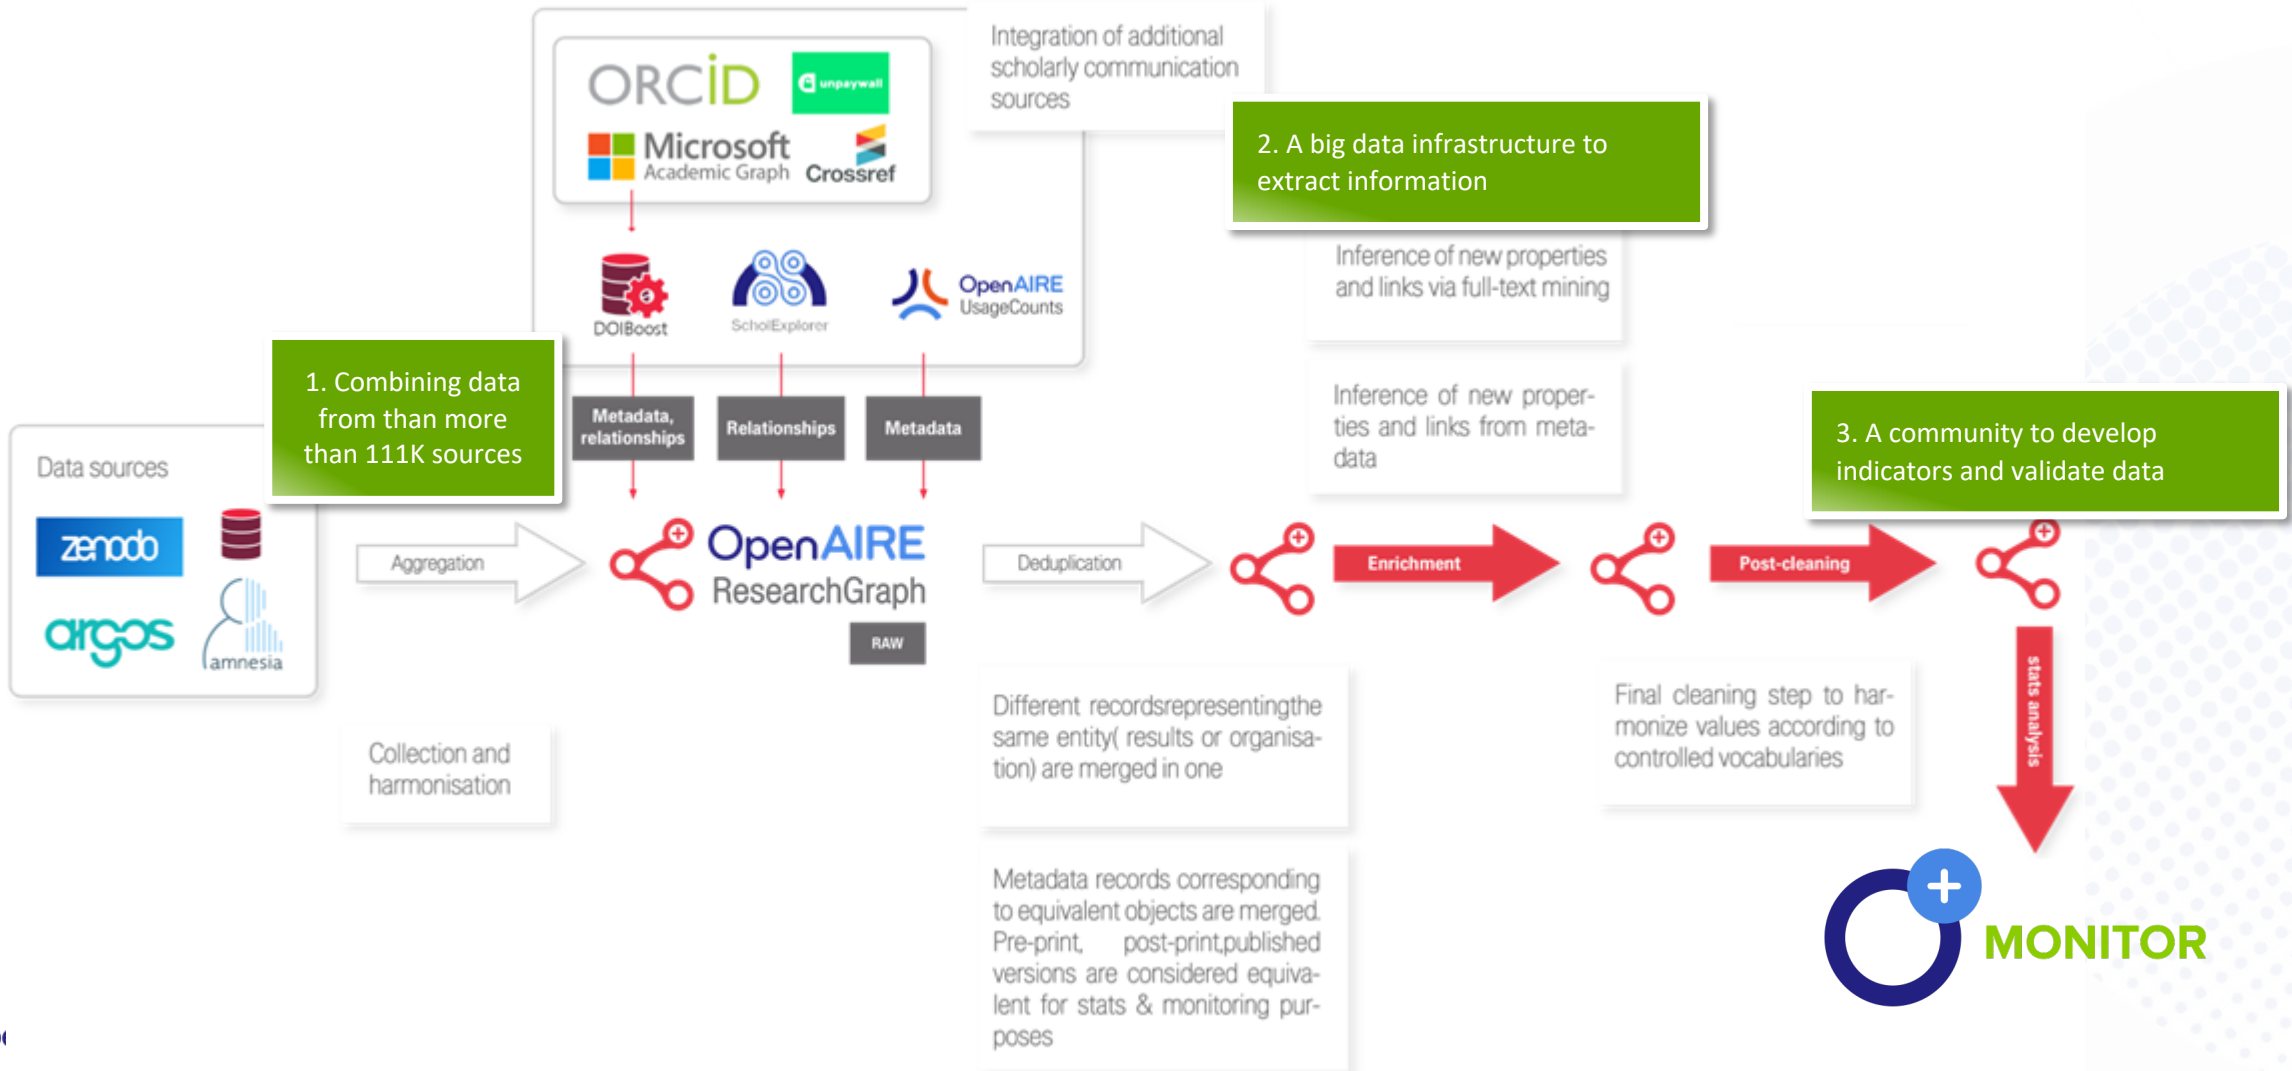 Integration of additional
scholarly communication
sources
ORCiD
unpaywall
Microsoft
Academic Graph
Crossref
2. A big data infrastructure to
extract information
DOIBoost
ScholExplorer
OpenAIRE
UsageCounts
Inference of new properties
and links via full-text mining
1. Combining data
from than more
than 111K sources
Metadata,
relationships
Relationships
Metadata
Inference of new proper-
ties and links from meta-
data
3. A community to develop
indicators and validate data
Data sources
zenodo
argos
amnesia
Aggregation
OpenAIRE
ResearchGraph
RAW
Deduplication
Enrichment
Post-cleaning
stats analysis
Collection and
harmonisation
Different recordsrepresentingthe
same entity( results or organisa-
tion) are merged in one
Final cleaning step to har-
monize values according to
controlled vocabularies
Metadata records corresponding
to equivalent objects are merged.
Pre-print, post-print,published
versions are considered equiva-
lent for stats & monitoring pur-
poses
MONITOR